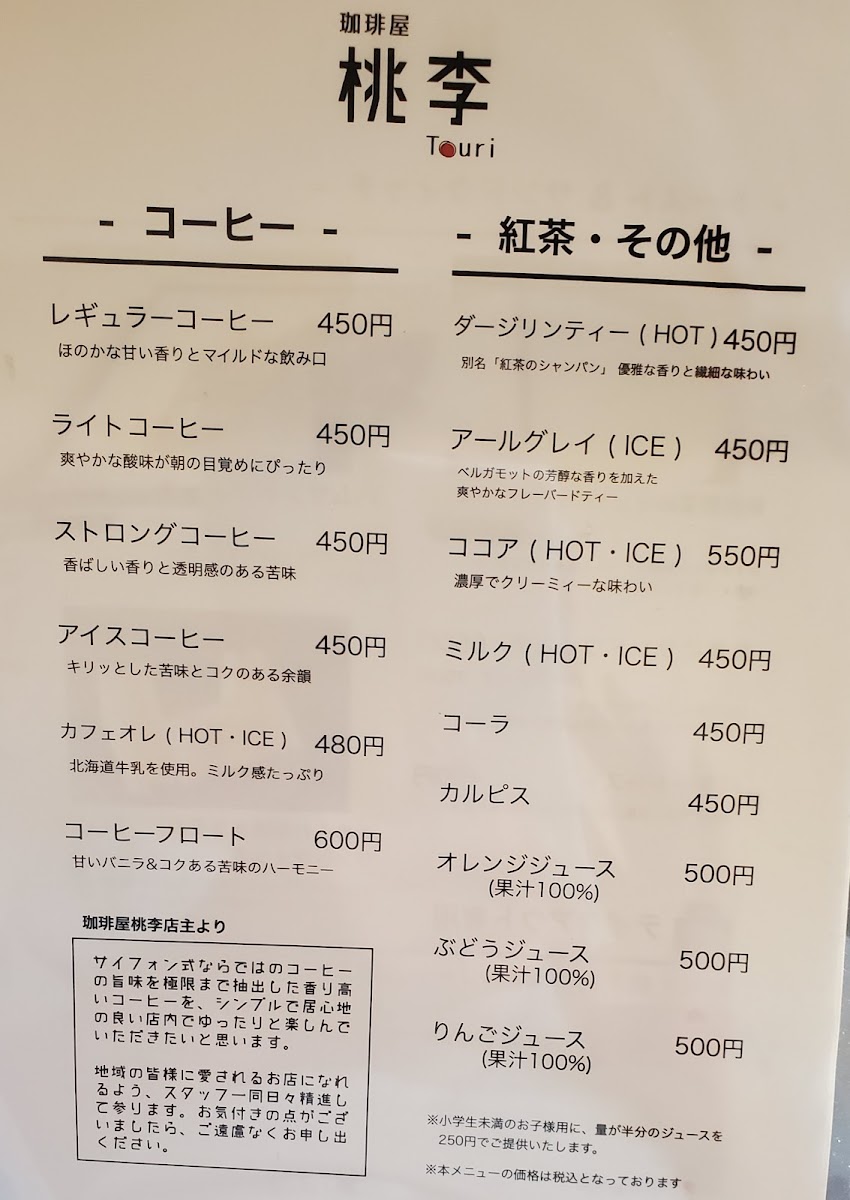 珈琲屋
桃李
Touri
- コーヒー -
レギュラーコーヒー 450円
ほのかな甘い香りとマイルドな飲み口
ライトコーヒー 450円
爽やかな酸味が朝の目覚めにぴったり
ストロングコーヒー 450円
香ばしい香りと透明感のある苦味
アイスコーヒー 450円
キリッとした苦味とコクのある余韻
カフェオレ ( HOT・ICE ) 480円
北海道牛乳を使用。ミルク感たっぷり
コーヒーフロート 600円
甘いバニラ&コクある苦味のハーモニー
珈琲屋桃李店主より
サイフォン式ならではのコーヒー
の旨味を極限まで抽出した香り高
いコーヒーを、シンプルで居心地
の良い店内でゆったりと楽しんで
いただきたいと思います。
地域の皆様に愛されるお店になれ
るよう、スタッフ一同日々精進し
て参ります。お気付きの点がござ
いましたら、ご遠慮なくお申し出
ください。
- 紅茶・その他 -
ダージリンティー ( HOT ) 450円
別名「紅茶のシャンパン」 優雅な香りと繊細な味わい
アールグレイ ( ICE ) 450円
ベルガモットの芳醇な香りを加えた
爽やかなフレーバードティー
ココア ( HOT・ICE ) 550円
濃厚でクリーミィーな味わい
ミルク ( HOT・ICE ) 450円
コーラ 450円
カルピス 450円
オレンジジュース 500円
(果汁100%)
ぶどうジュース 500円
(果汁100%)
りんごジュース 500円
(果汁100%)
※小学生未満のお子様用に、量が半分のジュースを
250円でご提供いたします。
※本メニューの価格は税込となっております